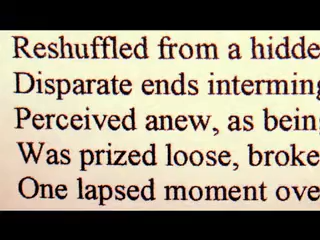 Reshuffled from a hidde
Disparate ends interming
Perceived anew, as being
Was prized loose, broke
One lapsed moment ove